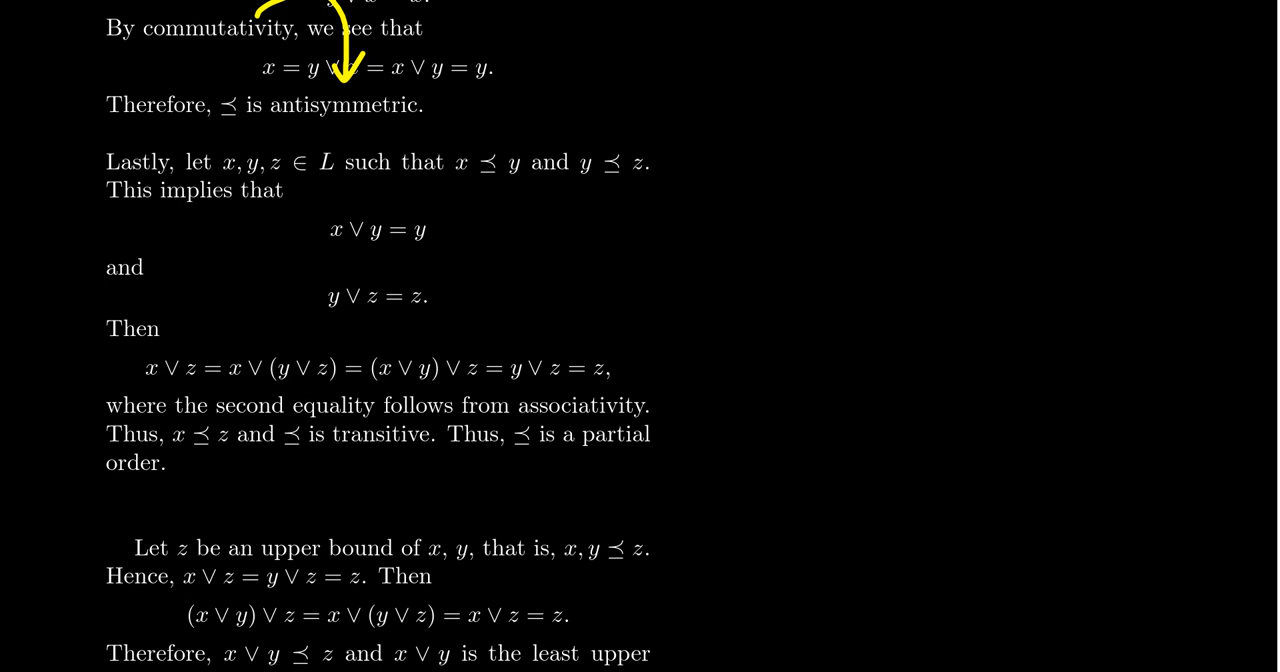 By commutativity, we see that
x = y ∨ x = x ∨ y = y.
Therefore, ⪯ is antisymmetric.
Lastly, let x, y, z ∈ L such that x ⪯ y and y ⪯ z.
This implies that
x ∨ y = y
and
y ∨ z = z.
Then
x ∨ z = x ∨ (y ∨ z) = (x ∨ y) ∨ z = y ∨ z = z,
where the second equality follows from associativity.
Thus, x ⪯ z and ⪯ is transitive. Thus, ⪯ is a partial
order.
Let z be an upper bound of x, y, that is, x, y ⪯ z.
Hence, x ∨ z = y ∨ z = z. Then
(x ∨ y) ∨ z = x ∨ (y ∨ z) = x ∨ z = z.
Therefore, x ∨ y ⪯ z and x ∨ y is the least upper